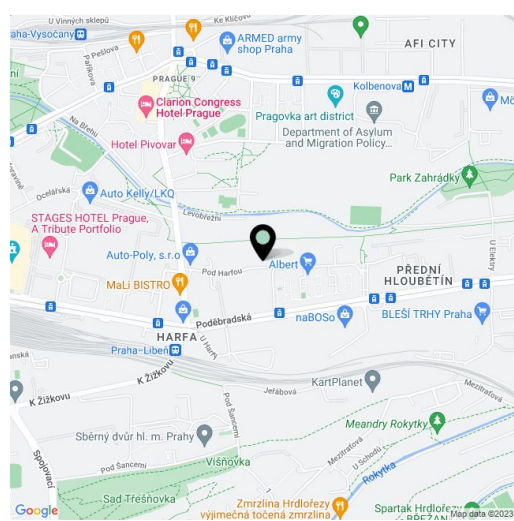 U Vinných sklepů
Ke Klíčovu
aha-Vysočany
ARMED army
shop Praha
AFI CITY
Pešlova
Paříkova
PRAGUE 9
Kolbenova
Clarion Congress
Hotel Prague
Pragovka art district
Department of Asylum
and Migration Policy...
Na Břehu
Hotel Pivovar
Park Zahrádky
Ocelářská
Auto Kelly/LKQ
Levobřežní
STAGES HOTEL Prague,
A Tribute Portfolio
U Elektry
Auto-Poly, s.r.o
Pod Harfou
Albert
PŘEDNÍ
HLOUBĚTÍN
MaLi BISTRO
Poděbradská
naBOSo
BLEŠÍ TRHY Praha
HARFA
U Harfy
Praha-Libeň
K Žižkovu
KartPlanet
Mezitraťová
Jeřábová
K Žižkovu
Pod Šancemi
Meandry Rokytky
Sběrný dvůr hl. m. Prahy
Mezitraťová
U Schodů
Spojovací
Pod Šancemi
Višňovka
Rokytka
Sad Třešňovka
Zmrzlina Hrdlořezy
výjimečná točená zmrzlina
Spartak Hrdlořezy
Google
Map data ©2023